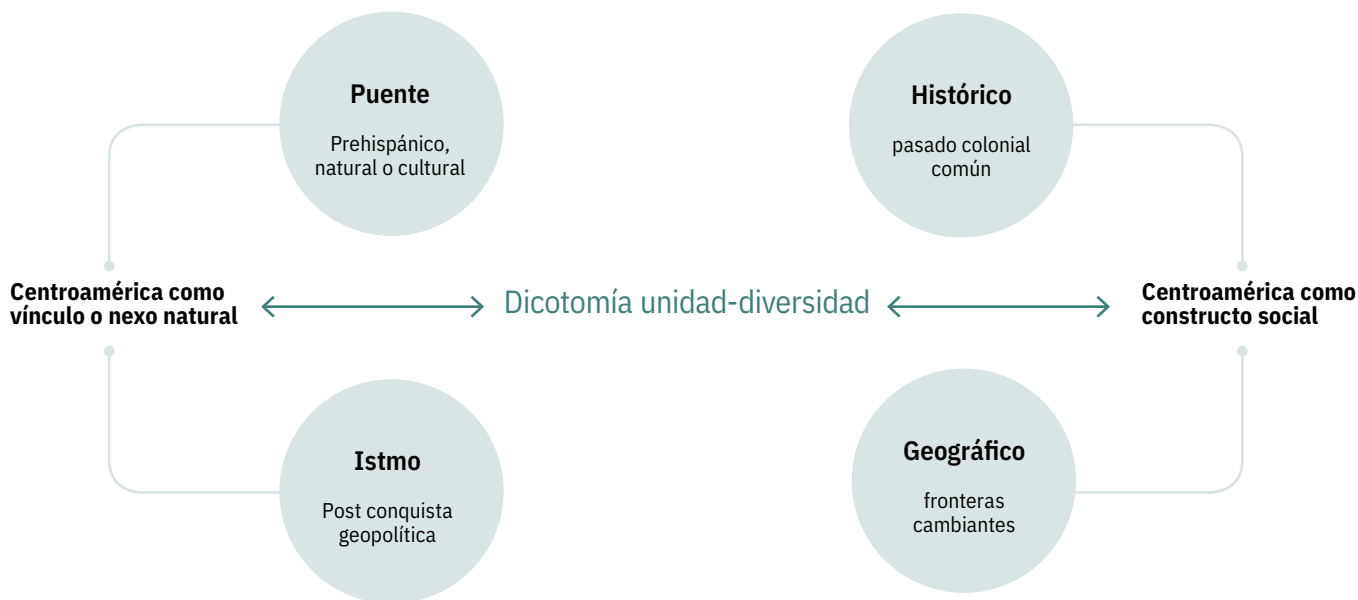 Puente
Prehispánico,
natural o cultural
Histórico
pasado colonial
común
Centroamérica como
vínculo o nexo natural
Dicotomía unidad-diversidad
Centroamérica como
constructo social
Istmo
Post conquista
geopolítica
Geográfico
fronteras
cambiantes